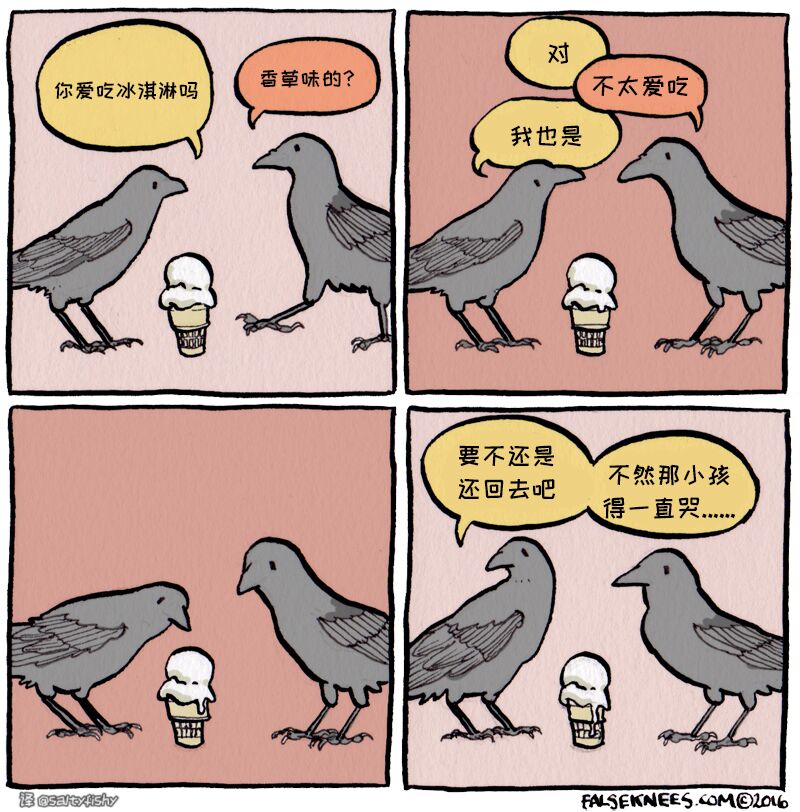 你爱吃冰淇淋吗
香草味的?
对
不太爱吃
我也是
要不还是
还回去吧
不然那小孩
得一直哭......
译 @saltyfishy
FALSEKNEES.COM©2016